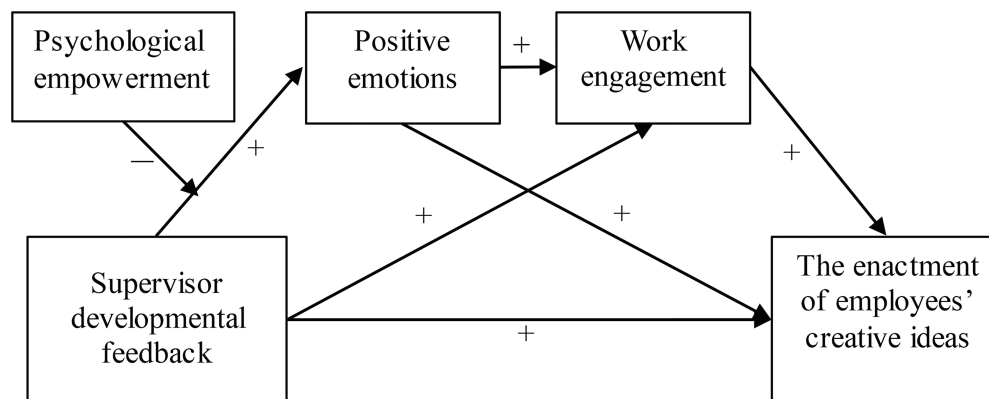 Psychological
empowerment
Positive
emotions
+
Work
engagement
—
+
+
+
+
Supervisor
developmental
feedback
+
The enactment
of employees’
creative ideas